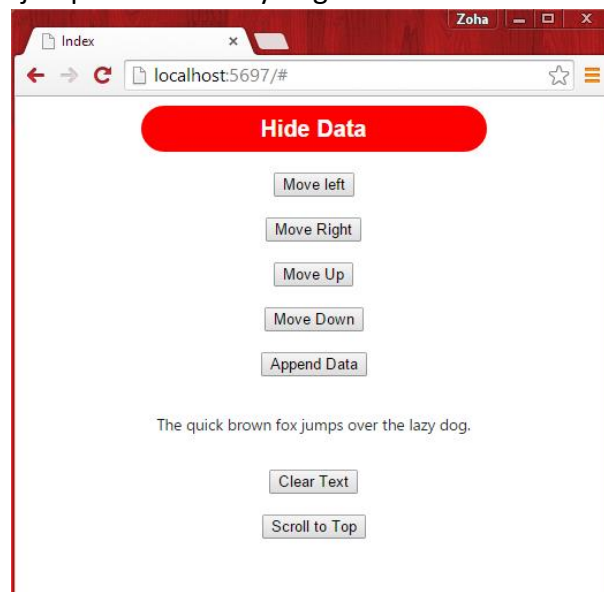 Zoha
Index
localhost:5697/#
Hide Data
Move left
Move Right
Move Up
Move Down
Append Data
The quick brown fox jumps over the lazy dog.
Clear Text
Scroll to Top